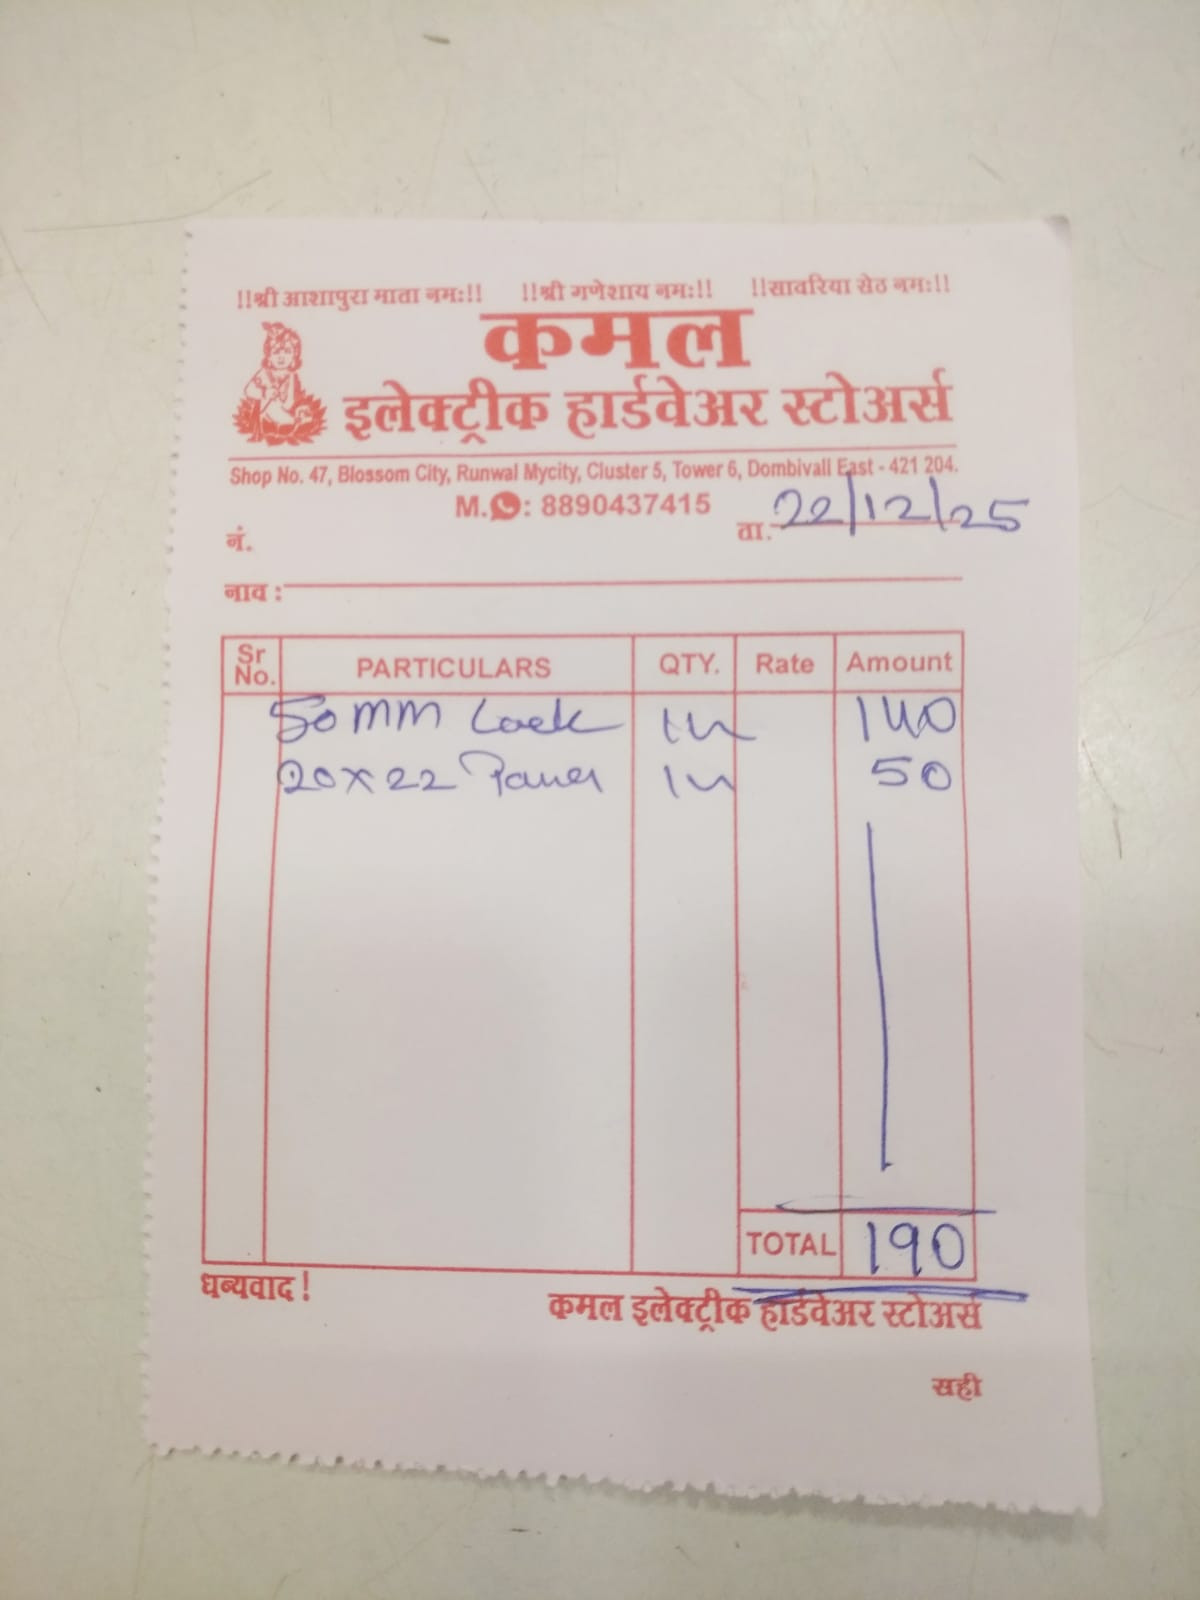 !!श्री आशापुरा माता नमः!! !!श्री गणेशाय नमः!! !!सावरिया सेठ नमः!!
कमल
इलेक्ट्रीक हार्डवेअर स्टोअर्स
Shop No. 47, Blossom City, Runwal Mycity, Cluster 5, Tower 6, Dombivali East - 421 204.
M. : 8890437415
नं. ता. 22/12/25
नाव :
Sr No. PARTICULARS QTY. Rate Amount
50 MM Lock 140
20x22 50
TOTAL 190
धन्यवाद ! कमल इलेक्ट्रीक हार्डवेअर स्टोअर्स
सही